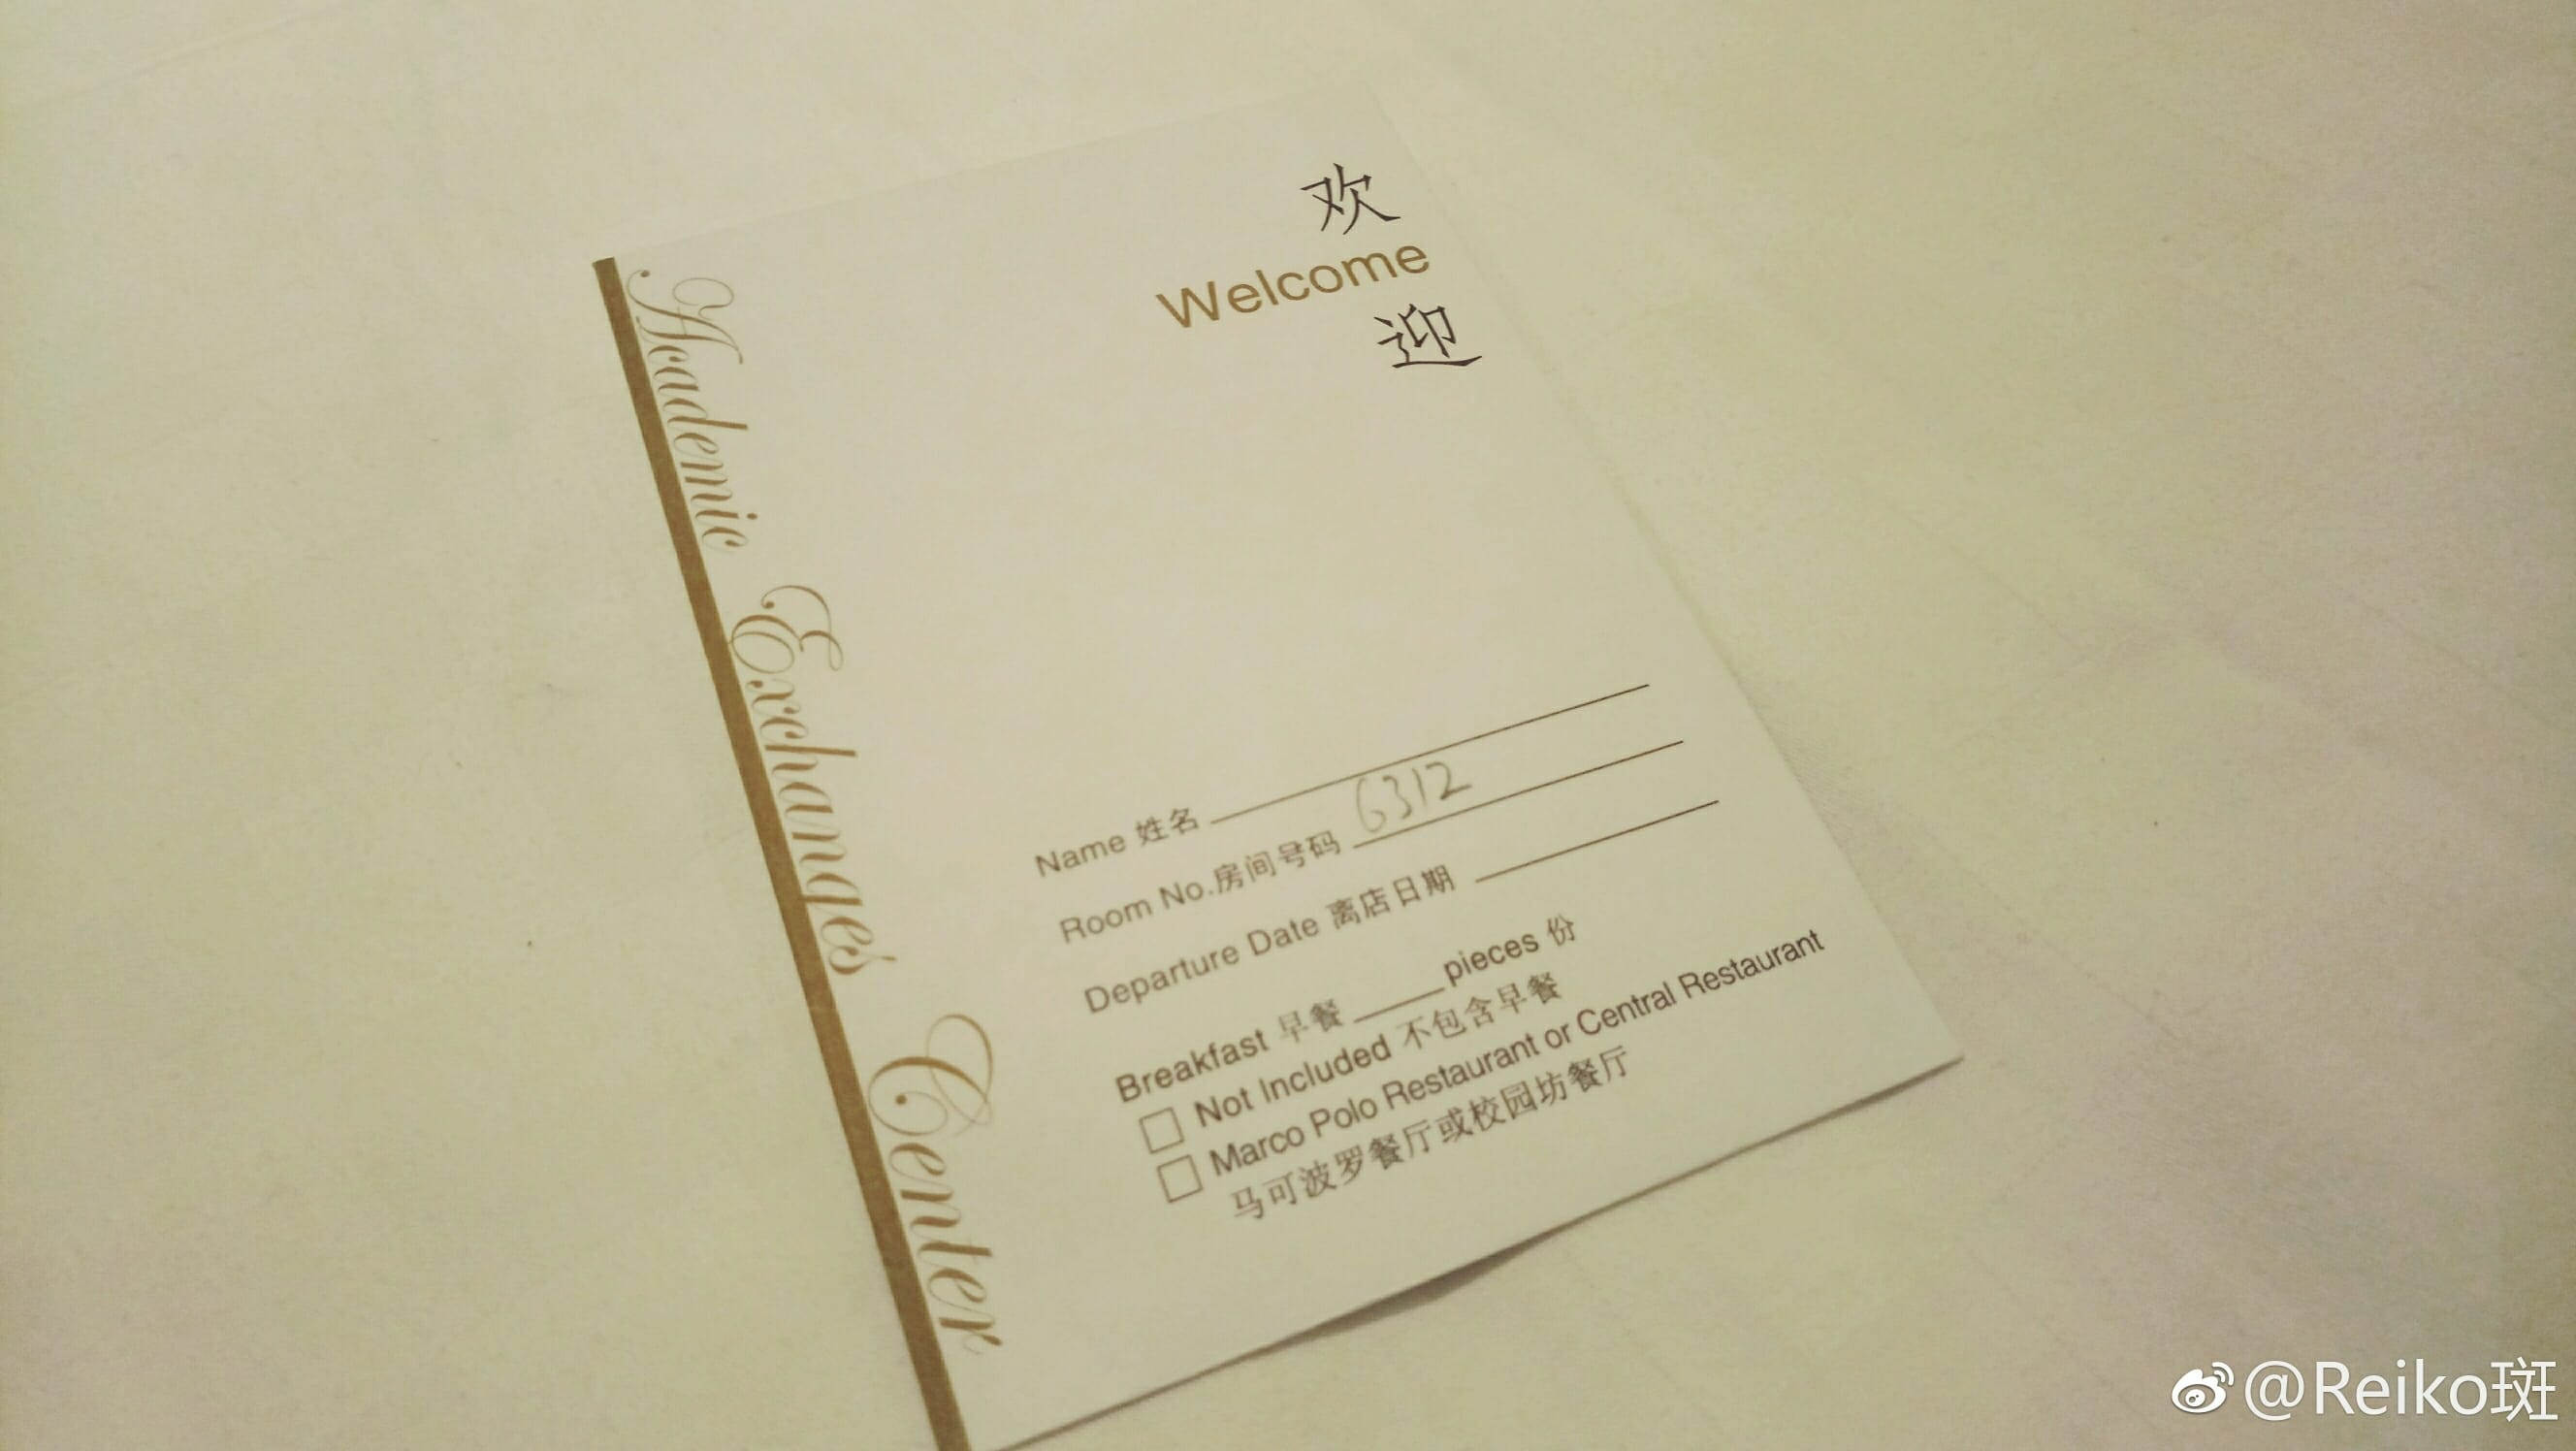 欢
Welcome
迎
Academic Exchanges Center
Name 姓名
Room No.房间号码 6312
Departure Date 离店日期
Breakfast 早餐 pieces 份
Not Included 不包含早餐
Marco Polo Restaurant or Central Restaurant
马可波罗餐厅或校园坊餐厅
@Reiko斑